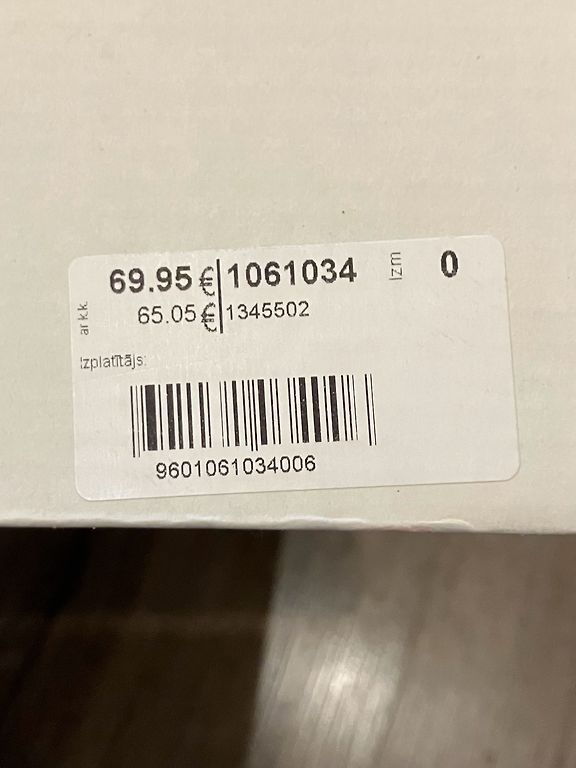 69.95 € 1061034 Izm 0
ar k.k. 65.05 € 1345502
Izplatītājs:
9601061034006